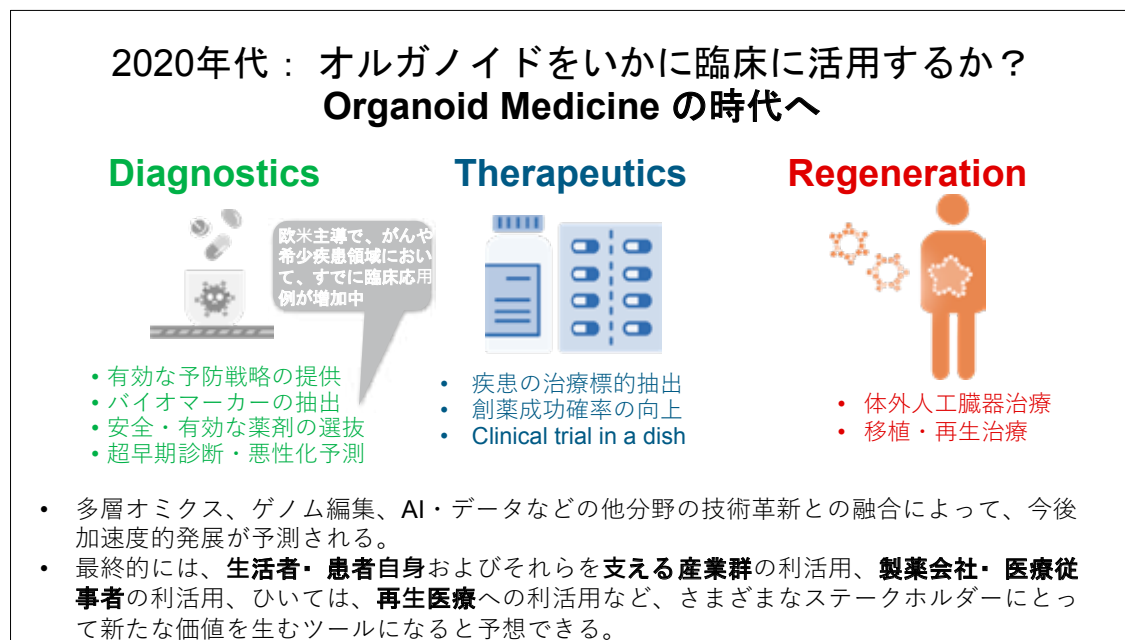 2020年代： オルガノイドをいかに臨床に活用するか？
Organoid Medicine の時代へ
Diagnostics
欧米主導で、がんや
希少疾患領域におい
て、すでに臨床応用
例が増加中
• 有効な予防戦略の提供
• バイオマーカーの抽出
• 安全・有効な薬剤の選抜
• 超早期診断・悪性化予測
Therapeutics
• 疾患の治療標的抽出
• 創薬成功確率の向上
• Clinical trial in a dish
Regeneration
• 体外人工臓器治療
• 移植・再生治療
• 多層オミクス、ゲノム編集、AI・データなどの他分野の技術革新との融合によって、今後
加速度的発展が予測される。
• 最終的には、生活者・患者自身およびそれらを支える産業群の利活用、製薬会社・医療従
事者の利活用、ひいては、再生医療への利活用など、さまざまなステークホルダーにとっ
て新たな価値を生むツールになると予想できる。